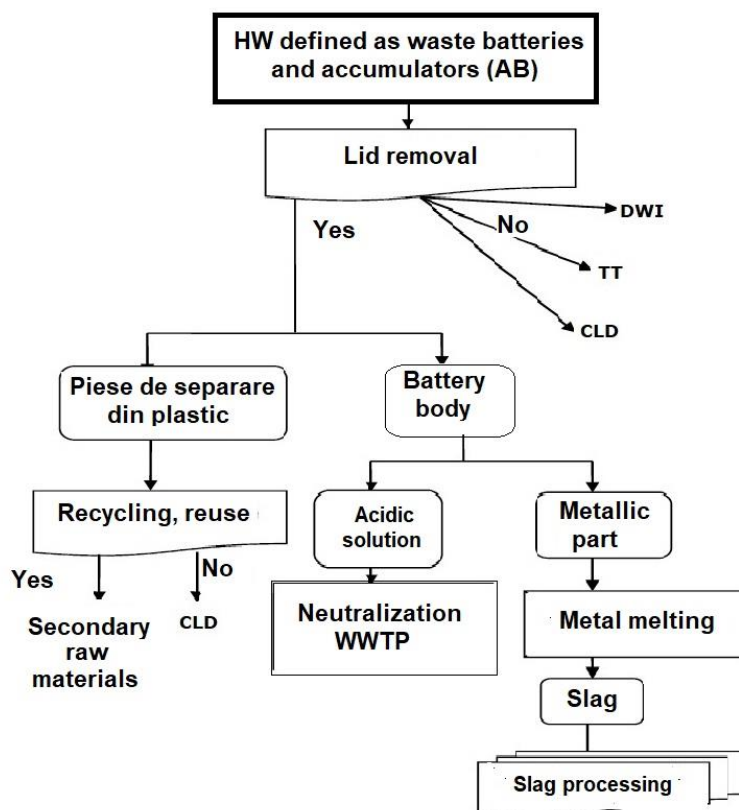 HW defined as waste batteries
and accumulators (AB)
Lid removal
Yes
No
DWI
TT
CLD
Piese de separare
din plastic
Battery
body
Recycling, reuse
Acidic
solution
Metallic
part
Yes
No
Secondary
raw
materials
CLD
Neutralization
WWTP
Metal melting
Slag
Slag processing